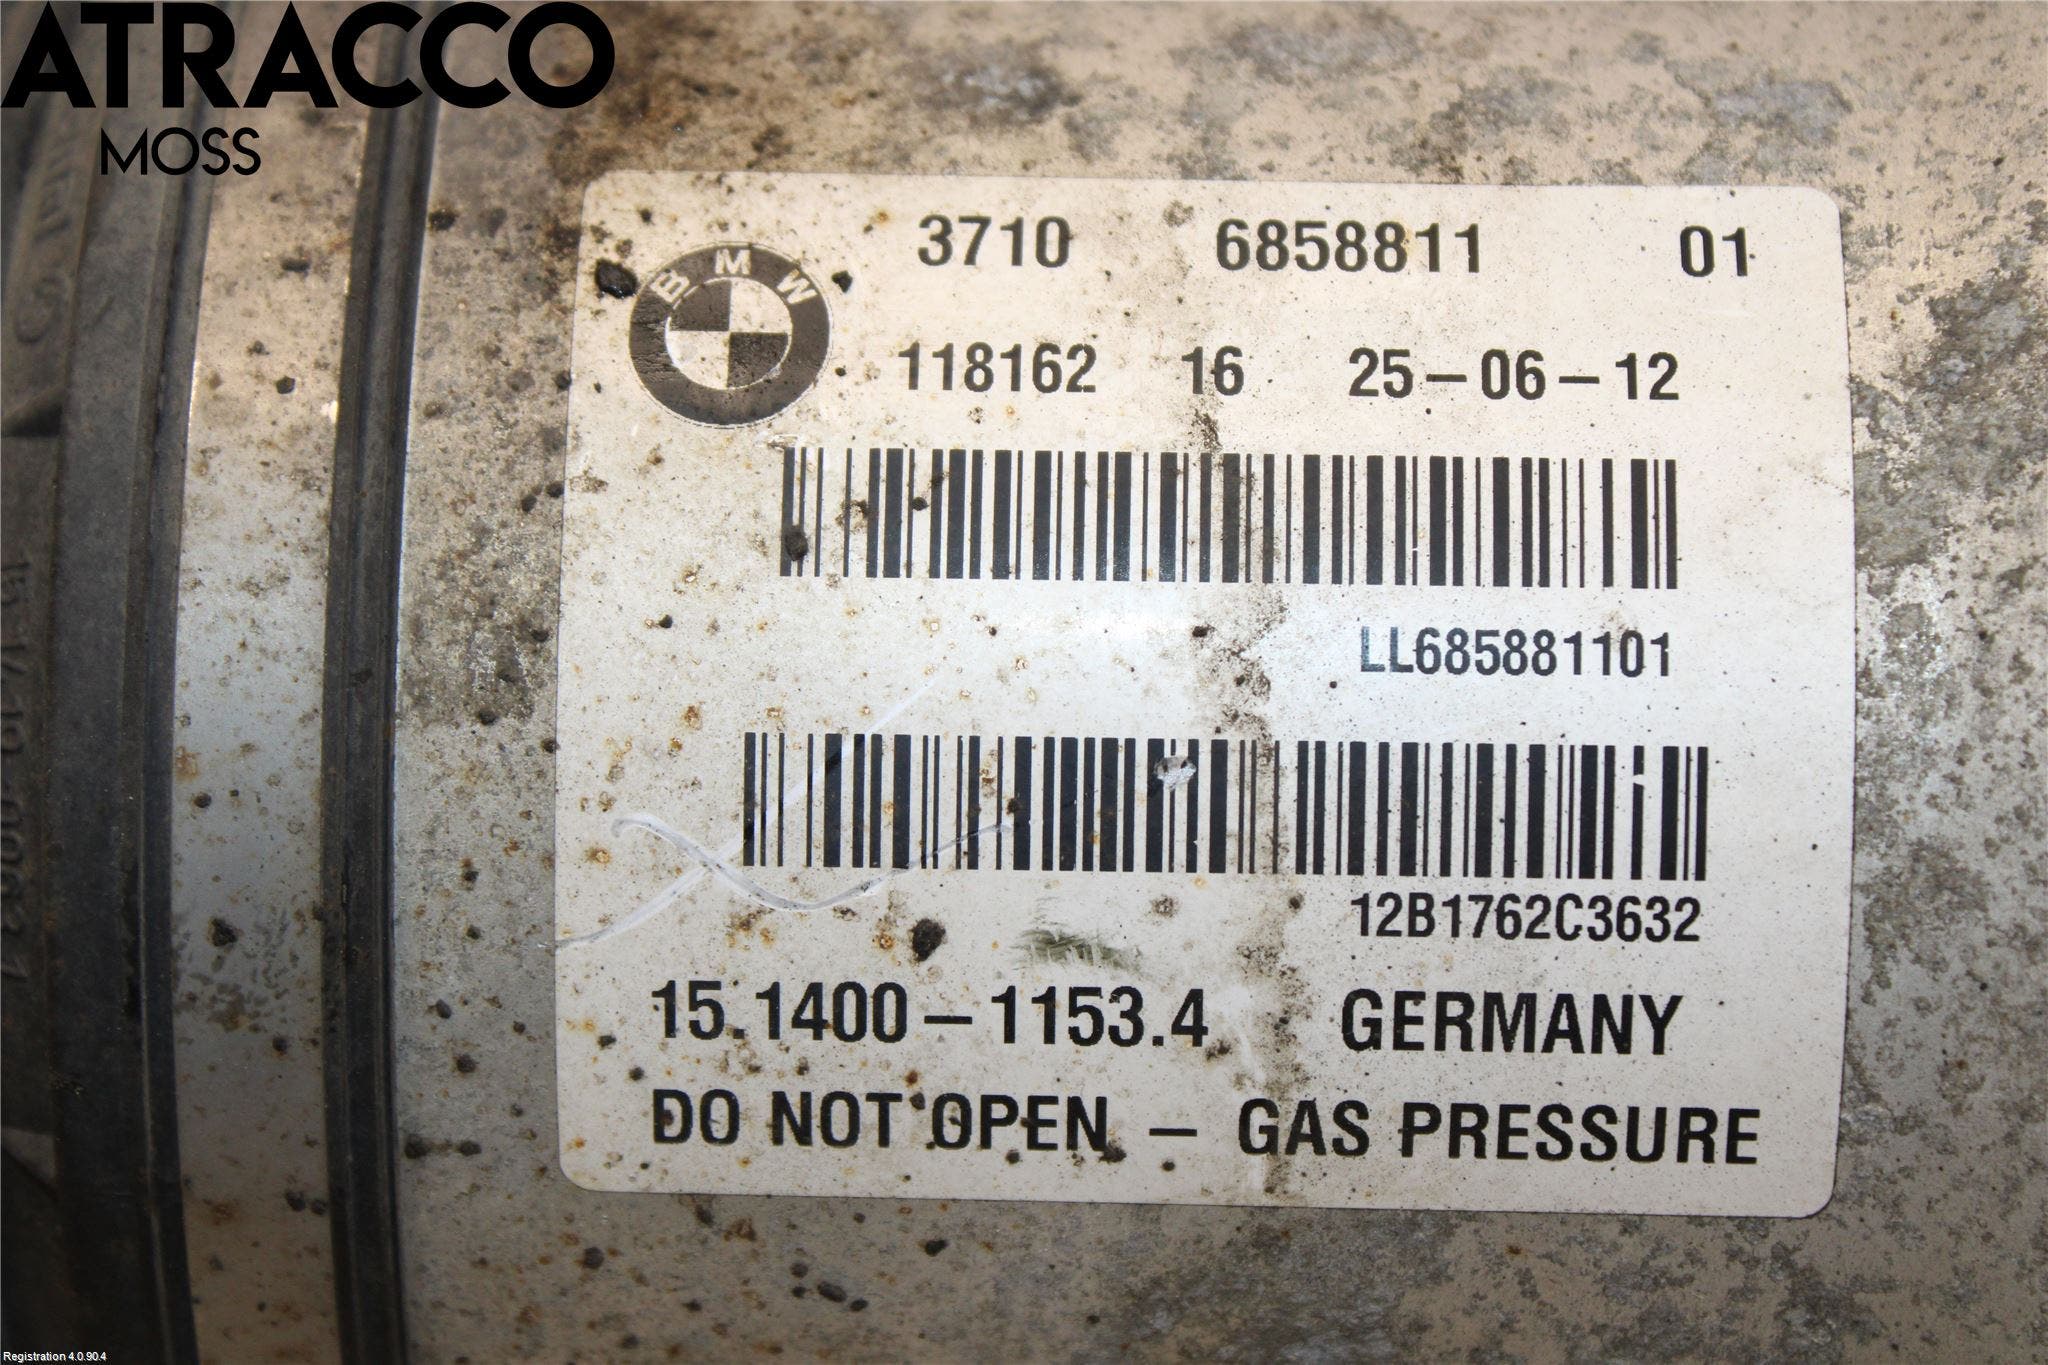 ATRACCO
MOSS
BMW
3710 6858811 01
118162 16 25-06-12
LL685881101
12B1762C3632
15.1400-1153.4 GERMANY
DO NOT OPEN - GAS PRESSURE
Registration 4.0.90.4